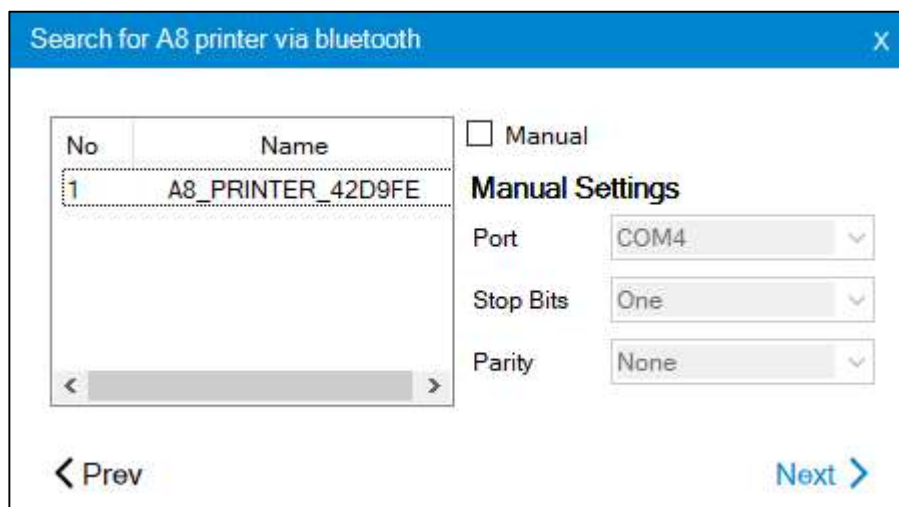 Search for A8 printer via bluetooth X
No Name
1 A8_PRINTER_42D9FE
Manual
Manual Settings
Port COM4
Stop Bits One
Parity None
Prev
Next